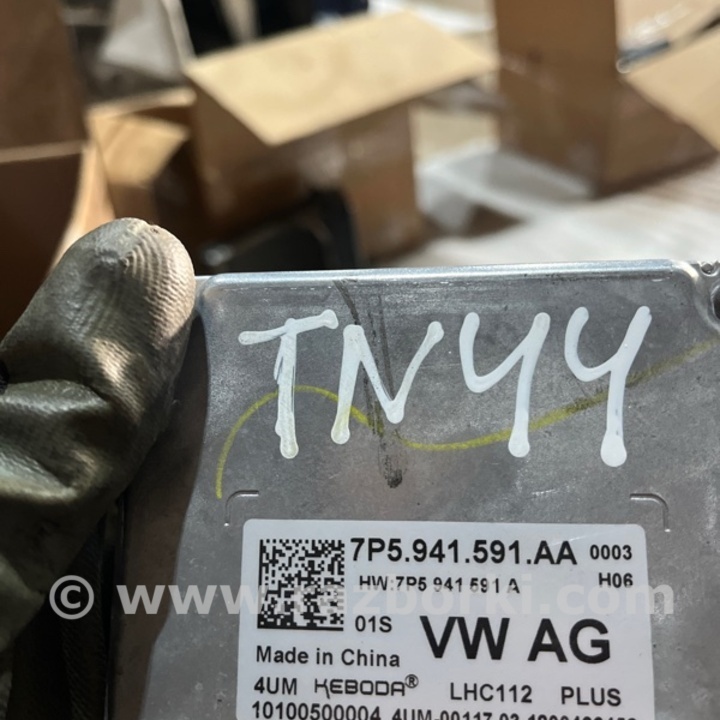 TN44
7P5.941.591.AA 0003
HW:7P5 941 591 A H06
© www.razborki.com
01S VW AG
Made in China
4UM KEBODA® LHC112 PLUS
10100500004